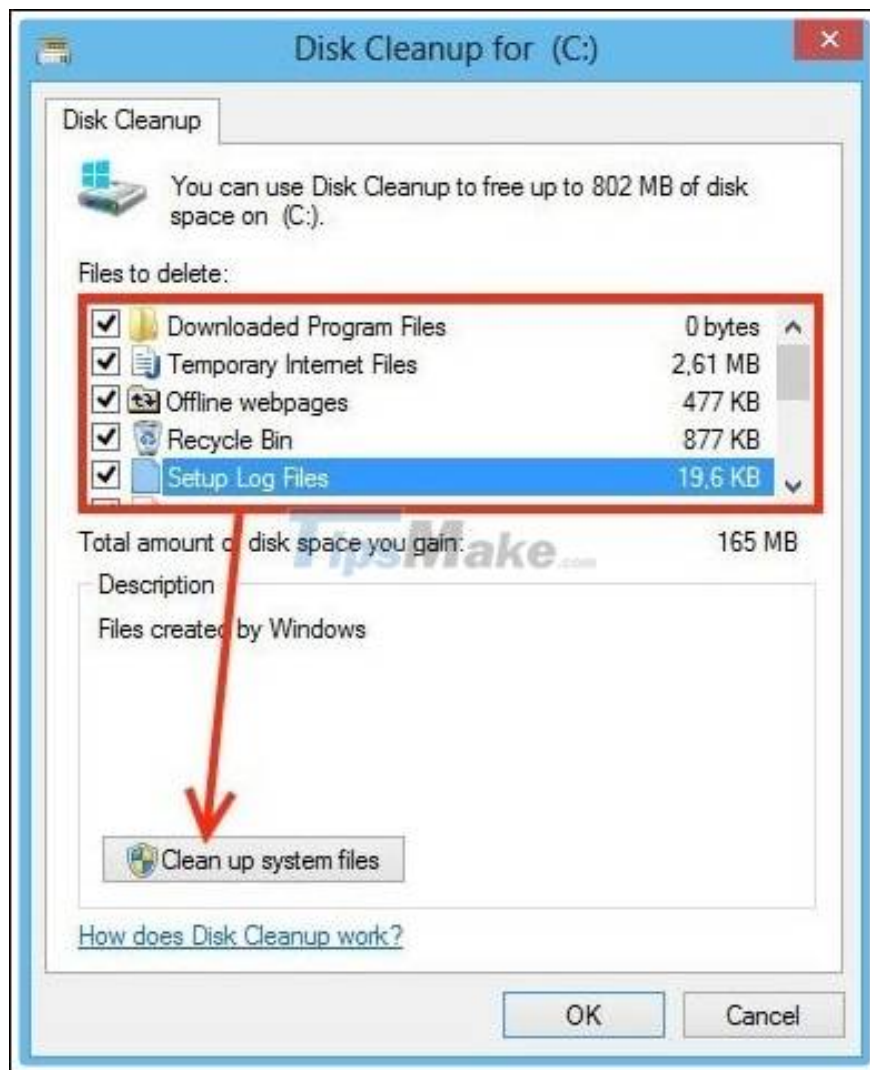 Disk Cleanup for (C:)
Disk Cleanup
You can use Disk Cleanup to free up to 802 MB of disk
space on (C:).
Files to delete:
Downloaded Program Files 0 bytes
Temporary Internet Files 2,61 MB
Offline webpages 477 KB
Recycle Bin 877 KB
Setup Log Files 19,6 KB
Total amount of disk space you gain: 165 MB
TipsMake.com
Description
Files created by Windows
Clean up system files
How does Disk Cleanup work?
OK Cancel